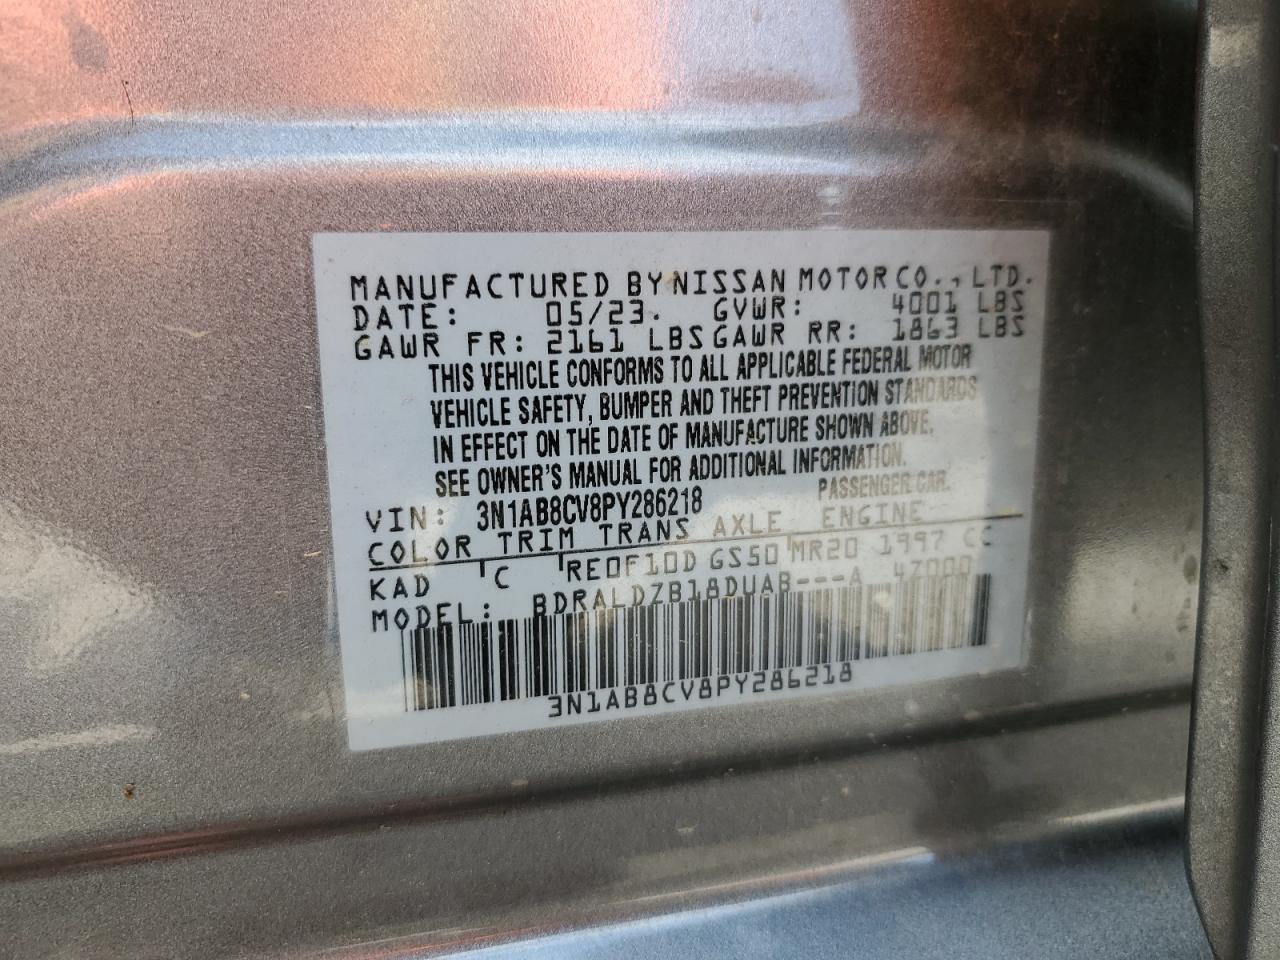 MANUFACTURED BY NISSAN MOTOR CO., LTD.
DATE: 05/23. GVWR: 4001 LBS
GAWR FR: 2161 LBS GAWR RR: 1863 LBS
THIS VEHICLE CONFORMS TO ALL APPLICABLE FEDERAL MOTOR
VEHICLE SAFETY, BUMPER AND THEFT PREVENTION STANDARDS
IN EFFECT ON THE DATE OF MANUFACTURE SHOWN ABOVE.
SEE OWNER'S MANUAL FOR ADDITIONAL INFORMATION.
VIN: 3N1AB8CV8PY286218 PASSENGER CAR.
COLOR TRIM TRANS AXLE ENGINE
KAD C RE0F10D GS50 MR20 1997 CC
MODEL: BDRALDZB18DUAB---A 47000
3N1AB8CV8PY286218